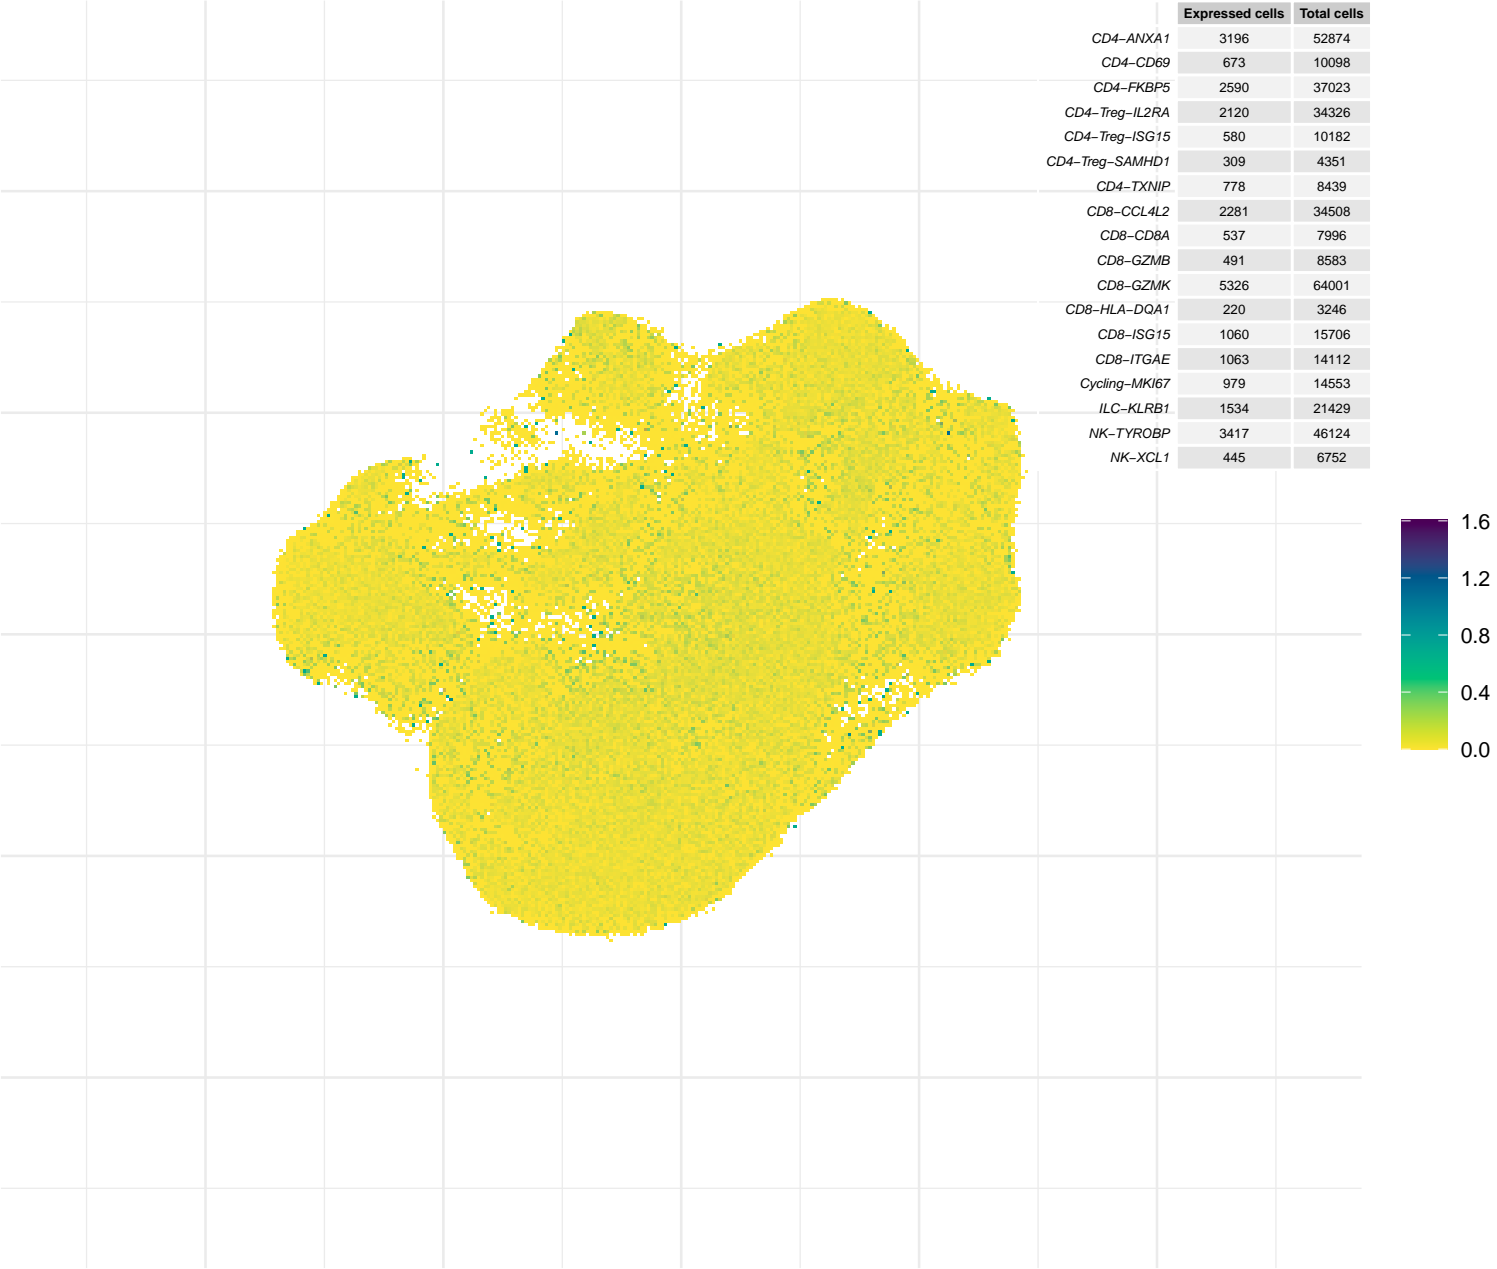 Expressed cells Total cells
CD4−ANXA1 3196 52874
CD4−CD69 673 10098
CD4−FKBP5 2590 37023
CD4−Treg−IL2RA 2120 34326
CD4−Treg−ISG15 580 10182
CD4−Treg−SAMHD1 309 4351
CD4−TXNIP 778 8439
CD8−CCL4L2 2281 34508
CD8−CD8A 537 7996
CD8−GZMB 491 8583
CD8−GZMK 5326 64001
CD8−HLA−DQA1 220 3246
CD8−ISG15 1060 15706
CD8−ITGAE 1063 14112
Cycling−MKI67 979 14553
ILC−KLRB1 1534 21429
NK−TYROBP 3417 46124
NK−XCL1 445 6752
1.6
1.2
0.8
0.4
0.0